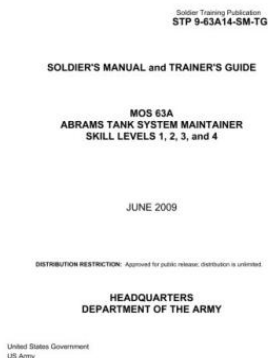 Soldier Training Publication
STP 9-63A14-SM-TG
SOLDIER'S MANUAL and TRAINER'S GUIDE
MOS 63A
ABRAMS TANK SYSTEM MAINTAINER
SKILL LEVELS 1, 2, 3, and 4
JUNE 2009
DISTRIBUTION RESTRICTION: Approved for public release; distribution is unlimited.
HEADQUARTERS
DEPARTMENT OF THE ARMY
United States Government
US Army